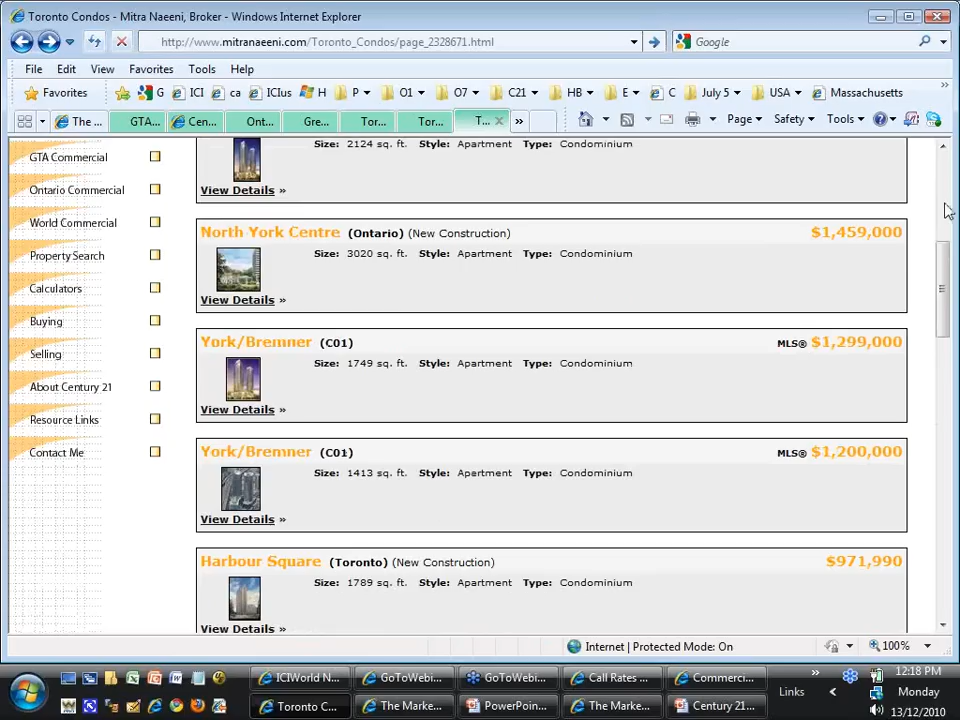 Toronto Condos - Mitra Naeeni, Broker - Windows Internet Explorer
http://www.mitranaeeni.com/Toronto_Condos/page_2328671.html
Google
File Edit View Favorites Tools Help
Favorites G ICI ca ICIus H P O1 O7 C21 HB E C July 5 USA Massachusetts »
The ... GTA... Cen... Ont... Gre... Tor... Tor... T... » Page Safety Tools
GTA Commercial
Ontario Commercial
World Commercial
Property Search
Calculators
Buying
Selling
About Century 21
Resource Links
Contact Me
Size: 2124 sq. ft. Style: Apartment Type: Condominium
View Details »
North York Centre (Ontario) (New Construction) $1,459,000
Size: 3020 sq. ft. Style: Apartment Type: Condominium
View Details »
York/Bremner (C01) MLS® $1,299,000
Size: 1749 sq. ft. Style: Apartment Type: Condominium
View Details »
York/Bremner (C01) MLS® $1,200,000
Size: 1413 sq. ft. Style: Apartment Type: Condominium
View Details »
Harbour Square (Toronto) (New Construction) $971,990
Size: 1789 sq. ft. Style: Apartment Type: Condominium
View Details »
Internet | Protected Mode: On 100%
ICIWorld N... GoToWebi... GoToWebi... Call Rates ... Commerci... » 12:18 PM
Links Monday
Toronto C... The Marke... PowerPoin... The Marke... Century 21... 13/12/2010